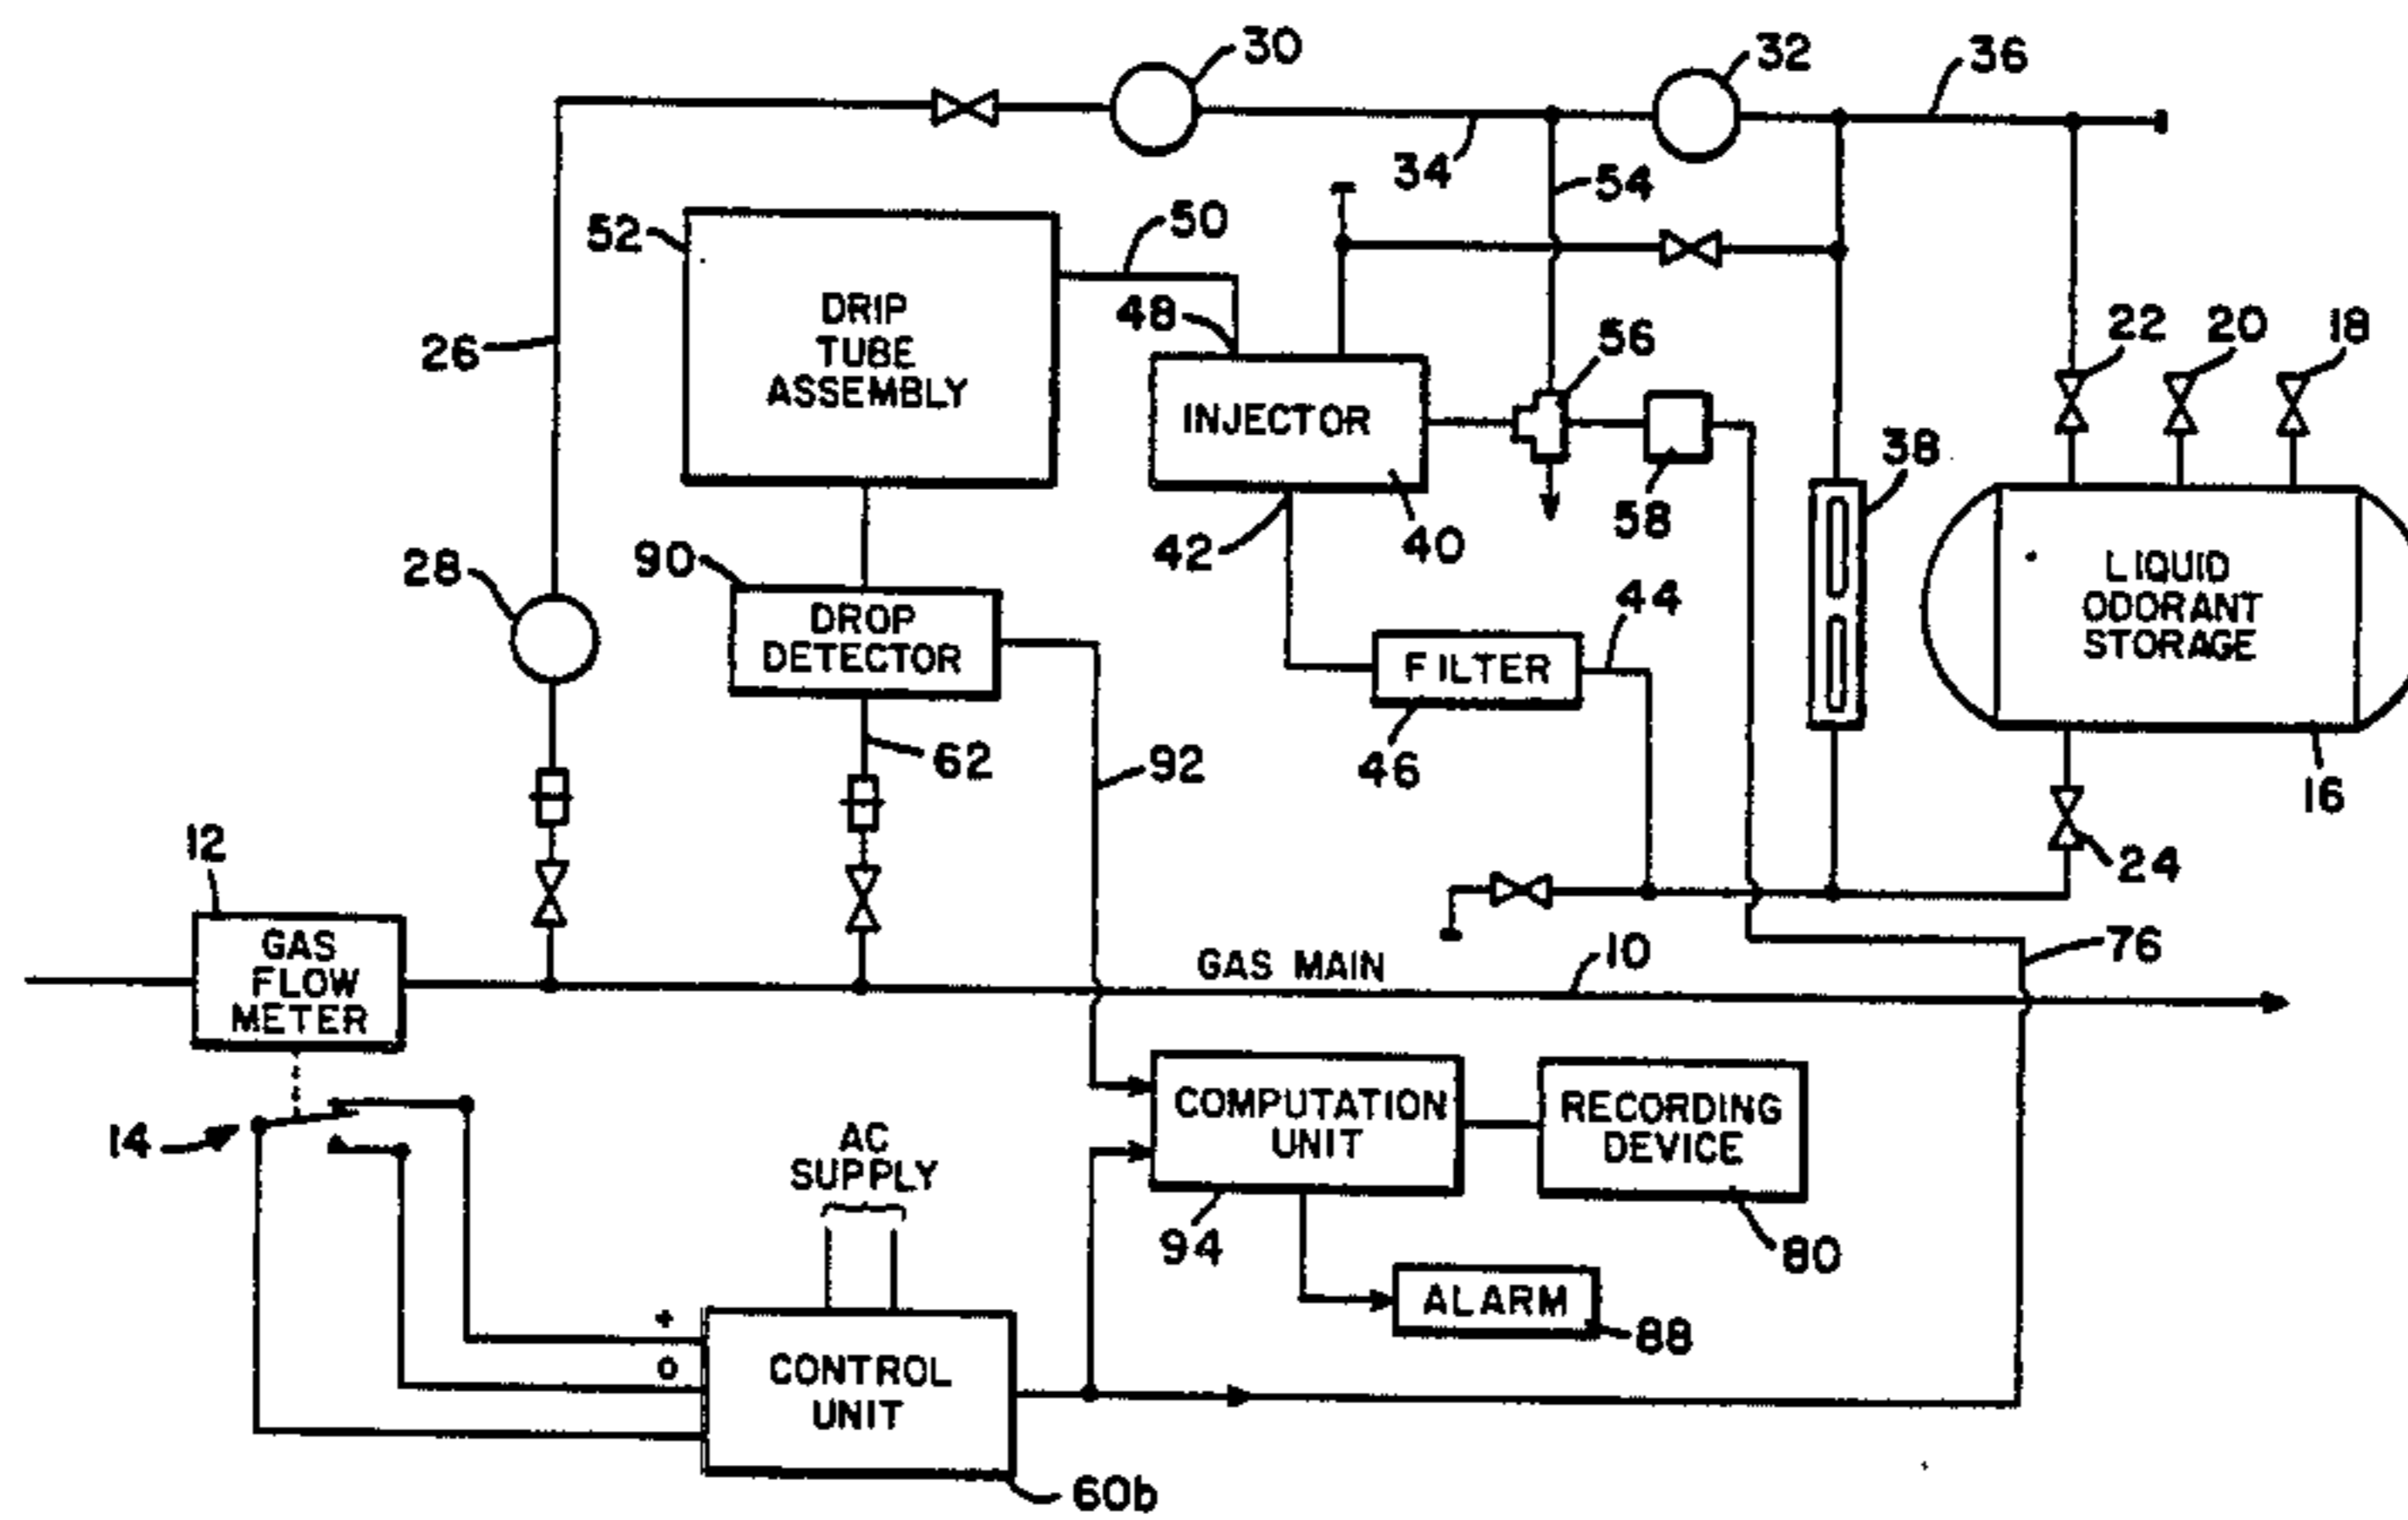 30
32
36
34
54
52
50
DRIP
TUBE
ASSEMBLY
48
26
56
22
20
18
INJECTOR
38
58
42
40
28
90
DROP
DETECTOR
44
FILTER
46
LIQUID
ODORANT
STORAGE
62
92
16
12
24
GAS
FLOW
METER
GAS MAIN
10
76
14
AC
SUPPLY
COMPUTATION
UNIT
RECORDING
DEVICE
94
80
ALARM
88
+
0
CONTROL
UNIT
60b